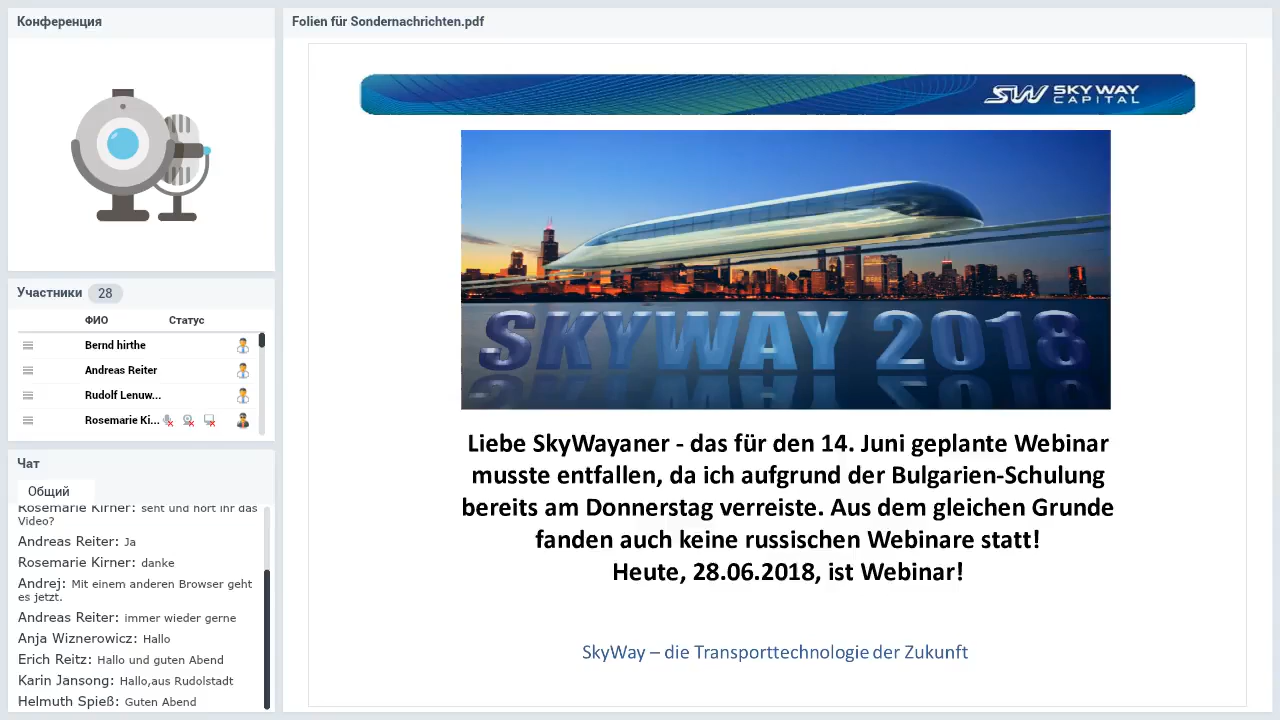 Конференция
Участники 28
ФИО Статус
Bernd hirthe
Andreas Reiter
Rudolf Lenuw...
Rosemarie Ki...
Чат
Общий
Rosemarie Kirner: seht und hört ihr das
Video?
Andreas Reiter: Ja
Rosemarie Kirner: danke
Andrej: Mit einem anderen Browser geht
es jetzt.
Andreas Reiter: immer wieder gerne
Anja Wiznerowicz: Hallo
Erich Reitz: Hallo und guten Abend
Karin Jansong: Hallo,aus Rudolstadt
Helmuth Spieß: Guten Abend
Folien für Sondernachrichten.pdf
SW SKY WAY
CAPITAL
SKYWAY 2018
Liebe SkyWayaner - das für den 14. Juni geplante Webinar
musste entfallen, da ich aufgrund der Bulgarien-Schulung
bereits am Donnerstag verreiste. Aus dem gleichen Grunde
fanden auch keine russischen Webinare statt!
Heute, 28.06.2018, ist Webinar!
SkyWay – die Transporttechnologie der Zukunft